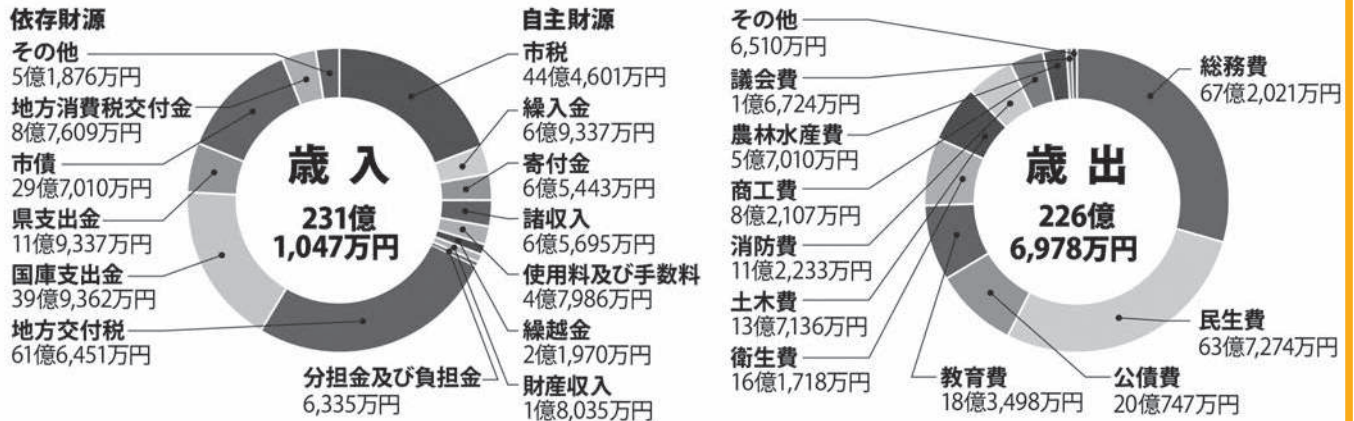 依存財源
その他
5億1,876万円
地方消費税交付金
8億7,609万円
市債
29億7,010万円
県支出金
11億9,337万円
国庫支出金
39億9,362万円
地方交付税
61億6,451万円
歳入
231億
1,047万円
自主財源
市税
44億4,601万円
繰入金
6億9,337万円
寄付金
6億5,443万円
諸収入
6億5,695万円
使用料及び手数料
4億7,986万円
繰越金
2億1,970万円
財産収入
1億8,035万円
分担金及び負担金
6,335万円
その他
6,510万円
議会費
1億6,724万円
農林水産費
5億7,010万円
商工費
8億2,107万円
消防費
11億2,233万円
土木費
13億7,136万円
衛生費
16億1,718万円
歳出
226億
6,978万円
総務費
67億2,021万円
民生費
63億7,274万円
公債費
20億747万円
教育費
18億3,498万円